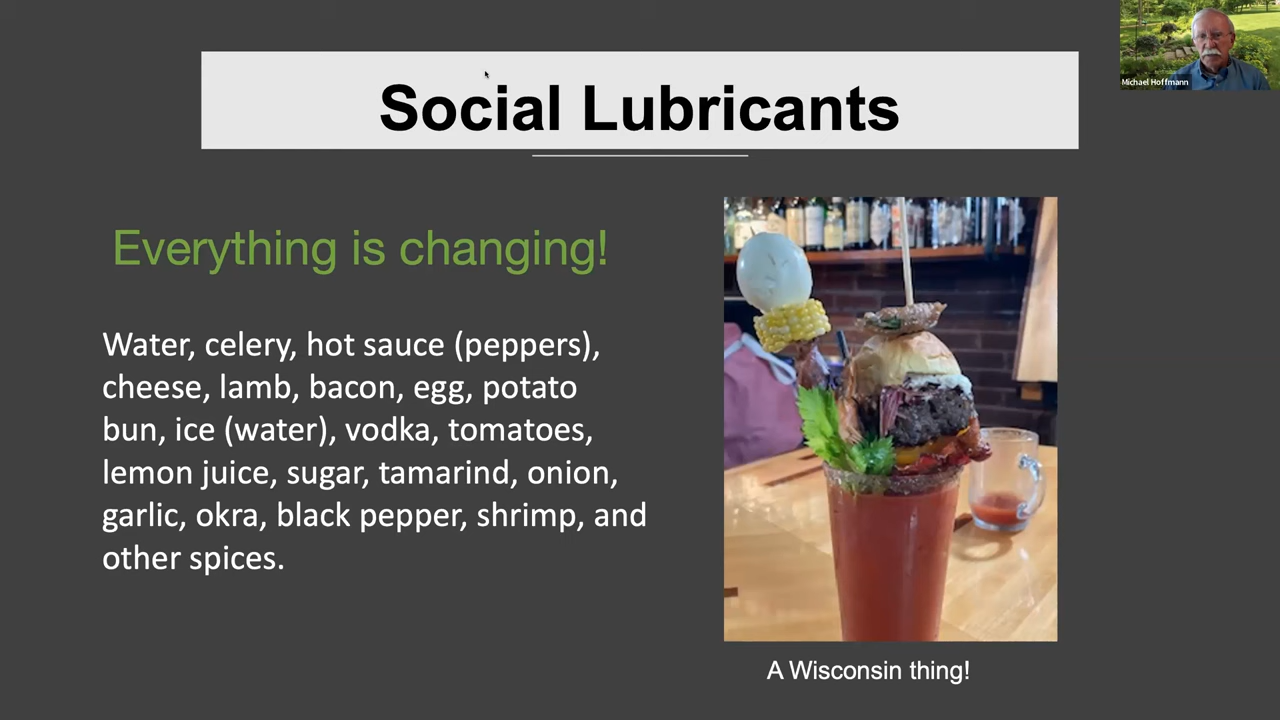 Social Lubricants
Michael Hoffmann
Everything is changing!
Water, celery, hot sauce (peppers),
cheese, lamb, bacon, egg, potato
bun, ice (water), vodka, tomatoes,
lemon juice, sugar, tamarind, onion,
garlic, okra, black pepper, shrimp, and
other spices.
A Wisconsin thing!